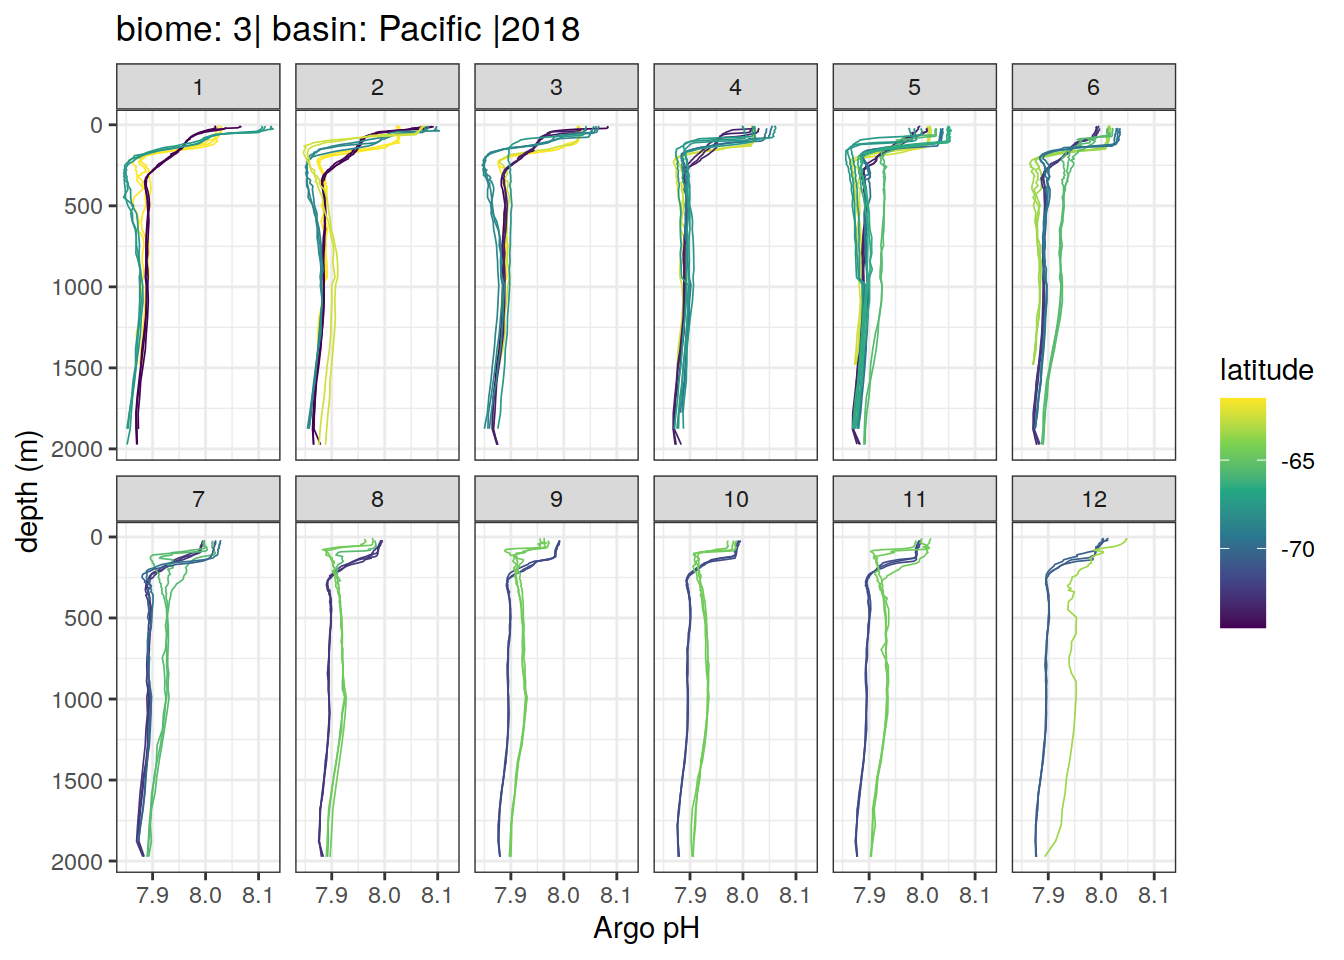 biome: 3| basin: Pacific |2018
1 2 3 4 5 6
0
500
1000
1500
2000
7 8 9 10 11 12
0
500
1000
1500
2000
7.9 8.0 8.1 7.9 8.0 8.1 7.9 8.0 8.1 7.9 8.0 8.1 7.9 8.0 8.1 7.9 8.0 8.1
Argo pH
depth (m)
latitude
-65
-70